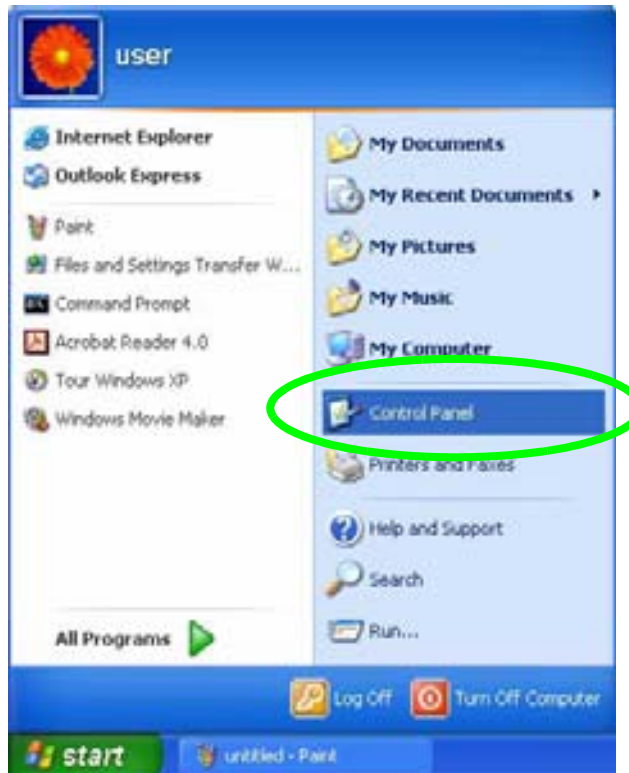 user
Internet Explorer
Outlook Express
Paint
Files and Settings Transfer W...
Command Prompt
Acrobat Reader 4.0
Tour Windows XP
Windows Movie Maker
All Programs
My Documents
My Recent Documents
My Pictures
My Music
My Computer
Control Panel
Printers and Faxes
Help and Support
Search
Run...
Log Off
Turn Off Computer
start
untitled - Paint